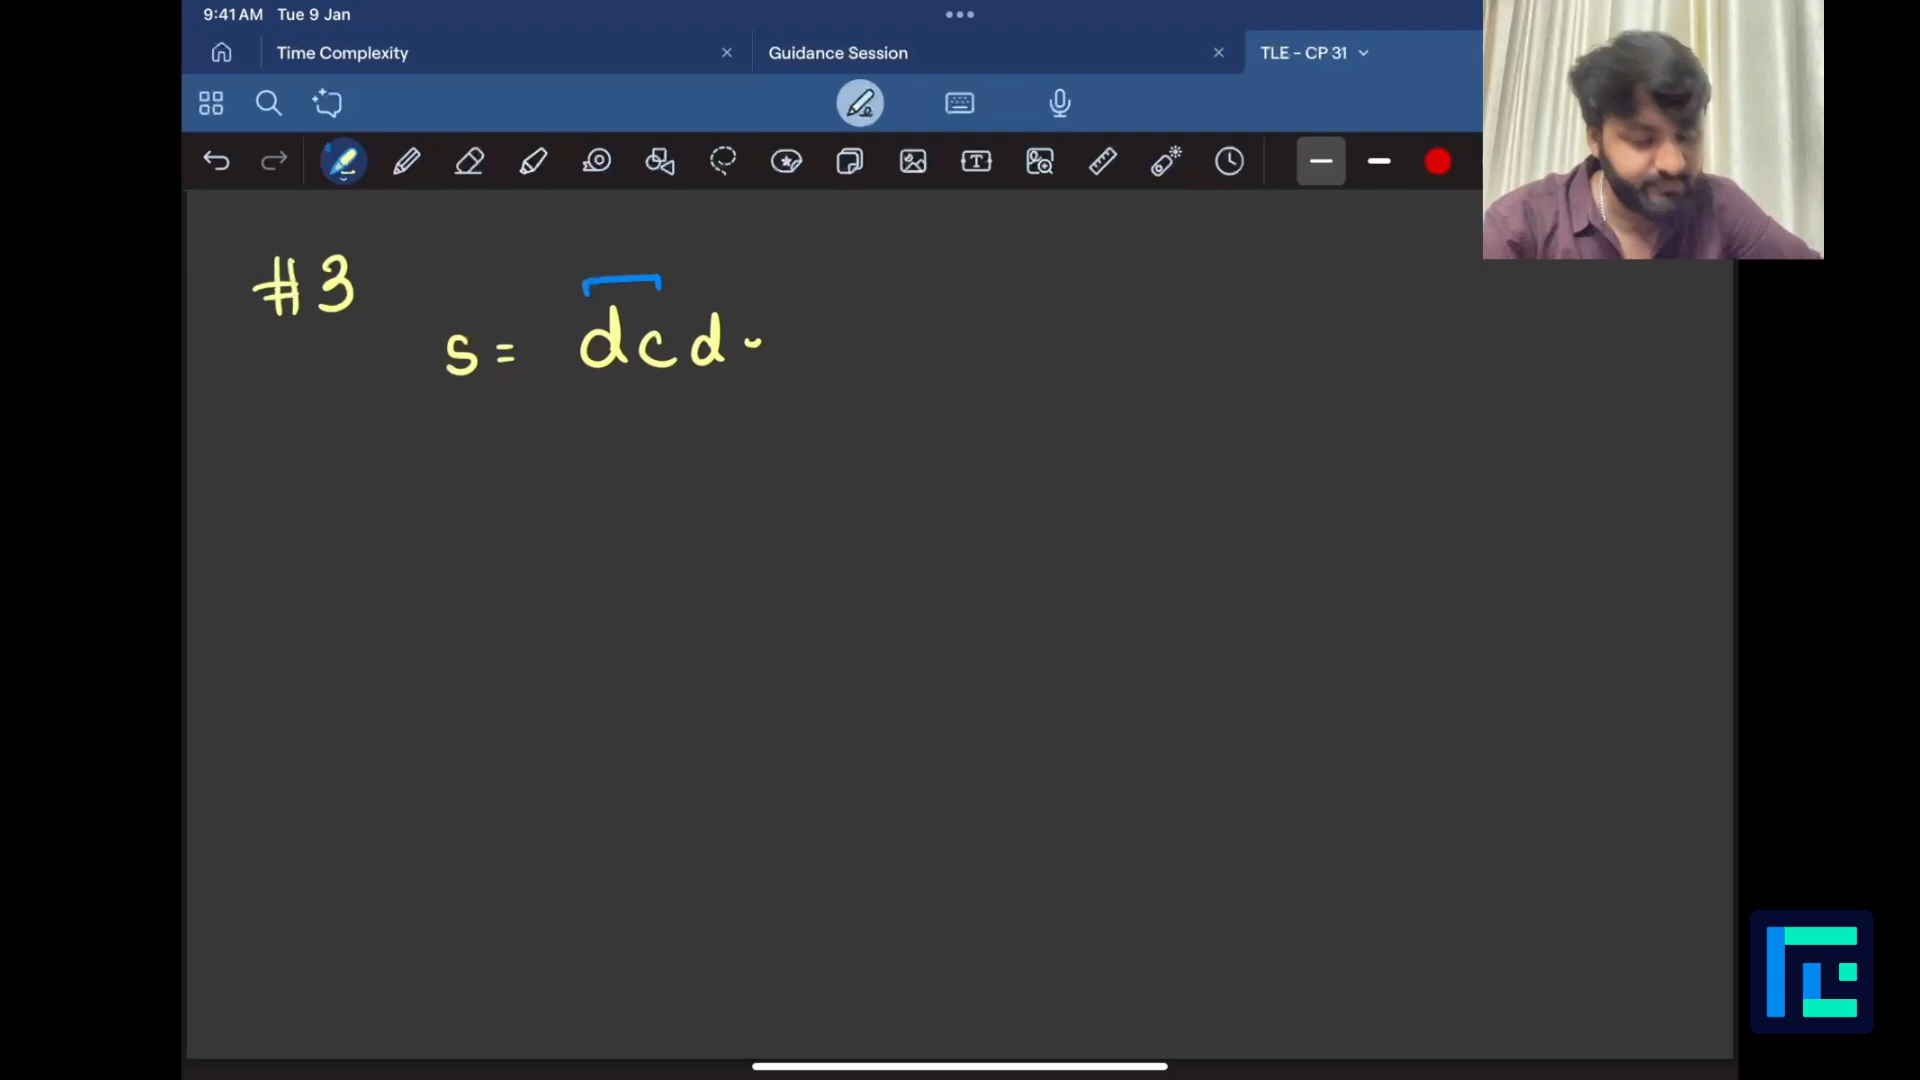 9:41 AM Tue 9 Jan
Time Complexity
Guidance Session
TLE - CP 31
#3
s = dcd